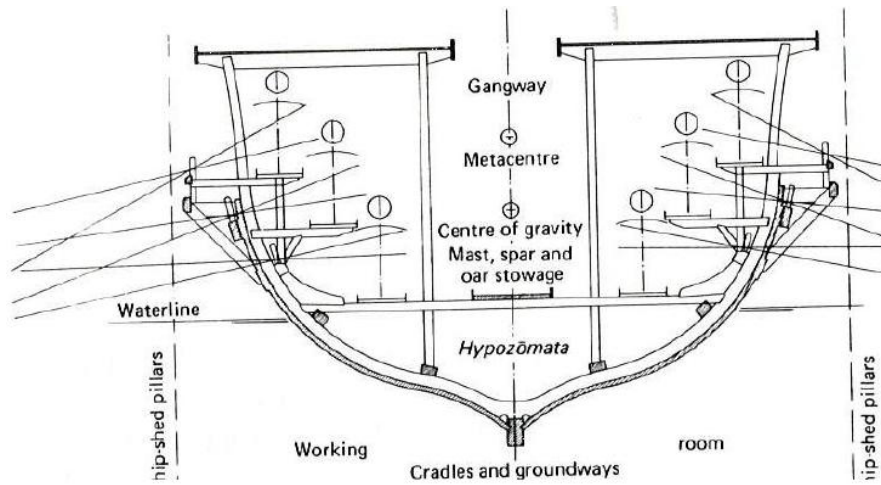 Gangway
Metacentre
Centre of gravity
Mast, spar and
oar stowage
Waterline
Hypozōmata
hip-shed pillars
hip-shed pillars
Working
room
Cradles and groundways